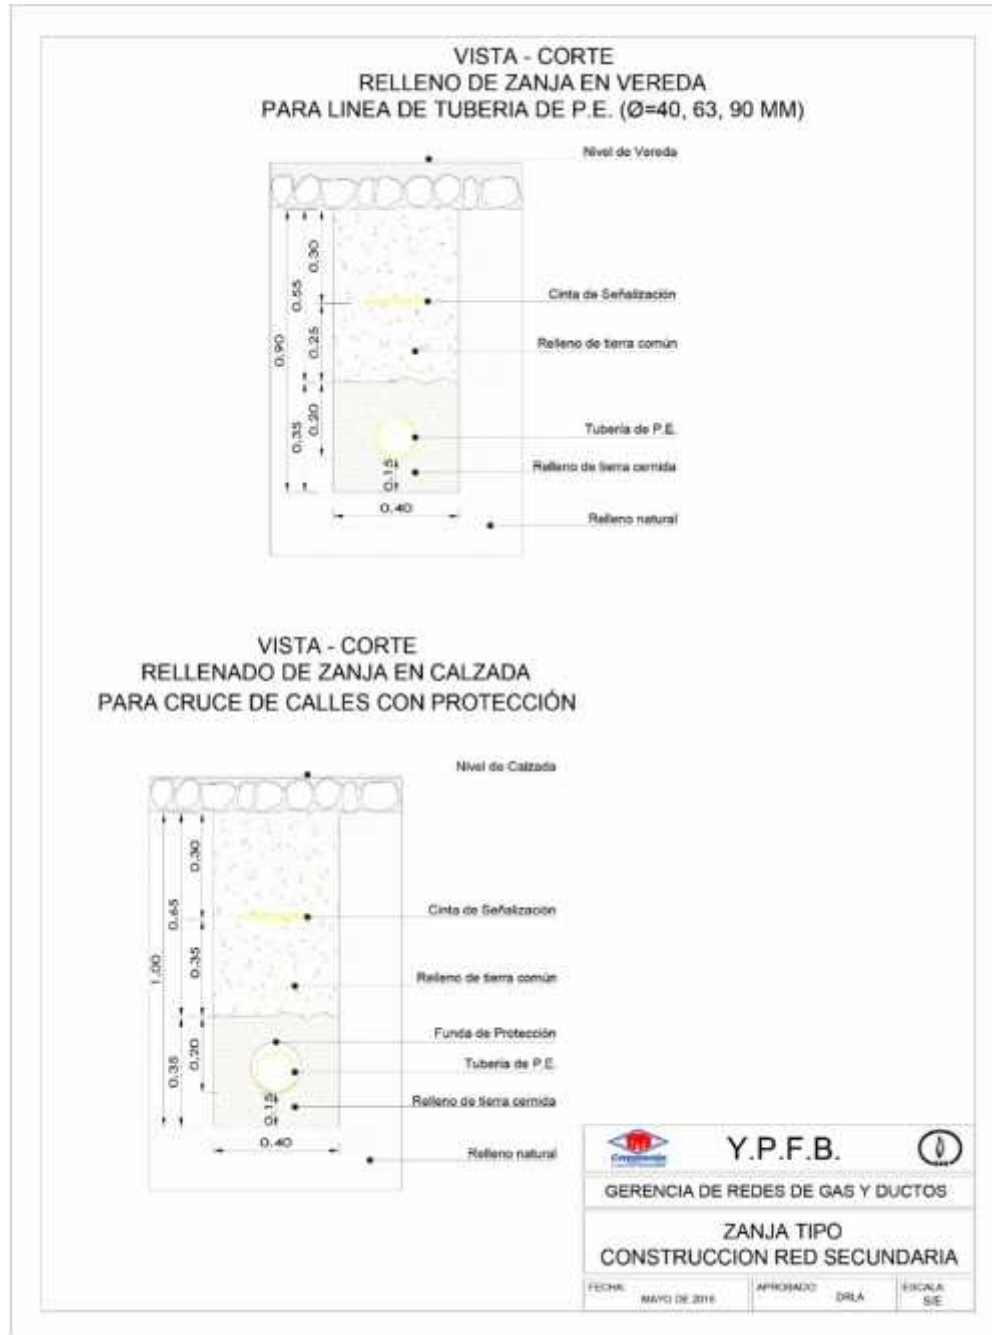 VISTA - CORTE
RELLENO DE ZANJA EN VEREDA
PARA LINEA DE TUBERIA DE P.E. (Ø=40, 63, 90 MM)
Nivel de Vereda
0.30
Cinta de Señalización
0.55
0.25
Relleno de tierra común
0.90
0.20
0.35
Tubería de P.E.
0.15
Relleno de tierra cernida
0.40
Relleno natural
VISTA - CORTE
RELLENADO DE ZANJA EN CALZADA
PARA CRUCE DE CALLES CON PROTECCIÓN
Nivel de Calzada
0.30
Cinta de Señalización
0.65
0.35
Relleno de tierra común
1.00
Funda de Protección
0.20
0.35
Tubería de P.E.
0.15
Relleno de tierra cernida
0.40
Relleno natural
Y.P.F.B.
GERENCIA DE REDES DE GAS Y DUCTOS
ZANJA TIPO
CONSTRUCCION RED SECUNDARIA
FECHA: MAYO DE
APROBADO: DRLA
ESCALA: S/E